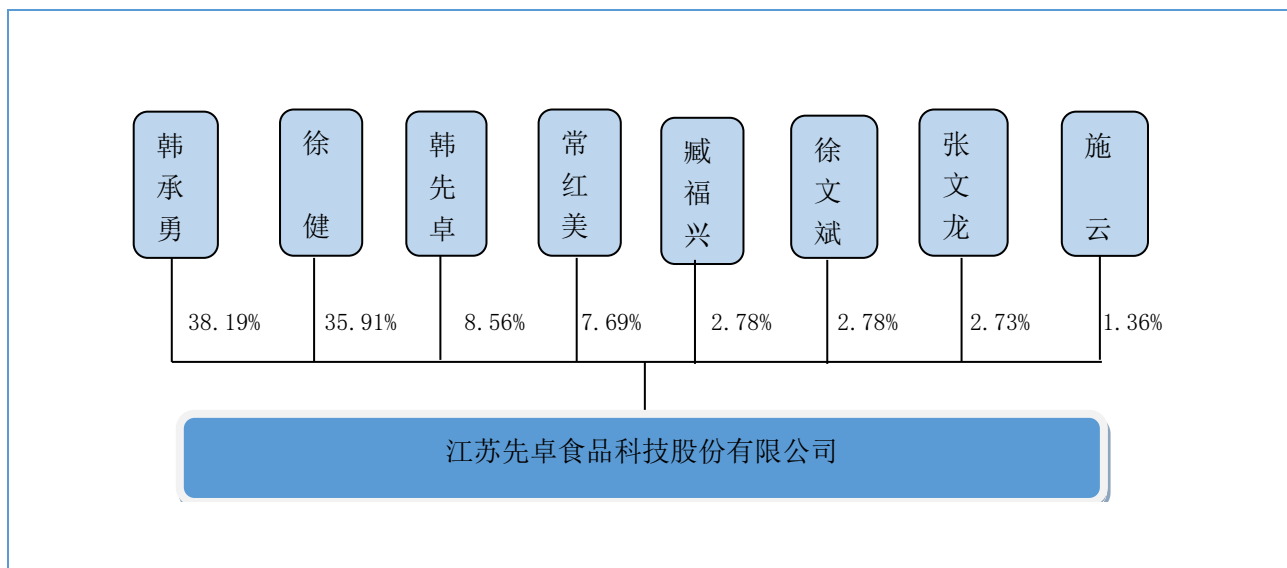 韩承勇
徐健
韩先卓
常红美
臧福兴
徐文斌
张文龙
施云
38.19%
35.91%
8.56%
7.69%
2.78%
2.78%
2.73%
1.36%
江苏先卓食品科技股份有限公司